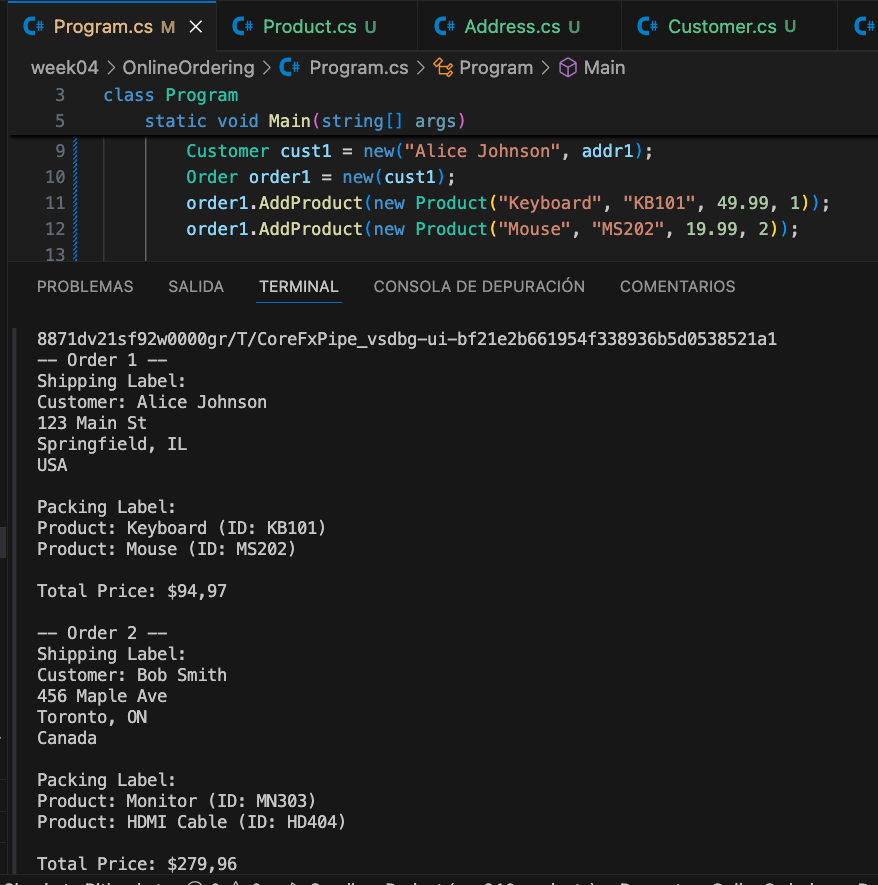 Program.cs M
Product.cs U
Address.cs U
Customer.cs U
week04 > OnlineOrdering > Program.cs > Program > Main
3 class Program
5 static void Main(string[] args)
9 Customer cust1 = new("Alice Johnson", addr1);
10 Order order1 = new(cust1);
11 order1.AddProduct(new Product("Keyboard", "KB101", 49.99, 1));
12 order1.AddProduct(new Product("Mouse", "MS202", 19.99, 2));
13
PROBLEMAS SALIDA TERMINAL CONSOLA DE DEPURACIÓN COMENTARIOS
8871dv21sf92w0000gr/T/CoreFxPipe_vsdbg-ui-bf21e2b661954f338936b5d0538521a1
-- Order 1 --
Shipping Label:
Customer: Alice Johnson
123 Main St
Springfield, IL
USA
Packing Label:
Product: Keyboard (ID: KB101)
Product: Mouse (ID: MS202)
Total Price: $94,97
-- Order 2 --
Shipping Label:
Customer: Bob Smith
456 Maple Ave
Toronto, ON
Canada
Packing Label:
Product: Monitor (ID: MN303)
Product: HDMI Cable (ID: HD404)
Total Price: $279,96